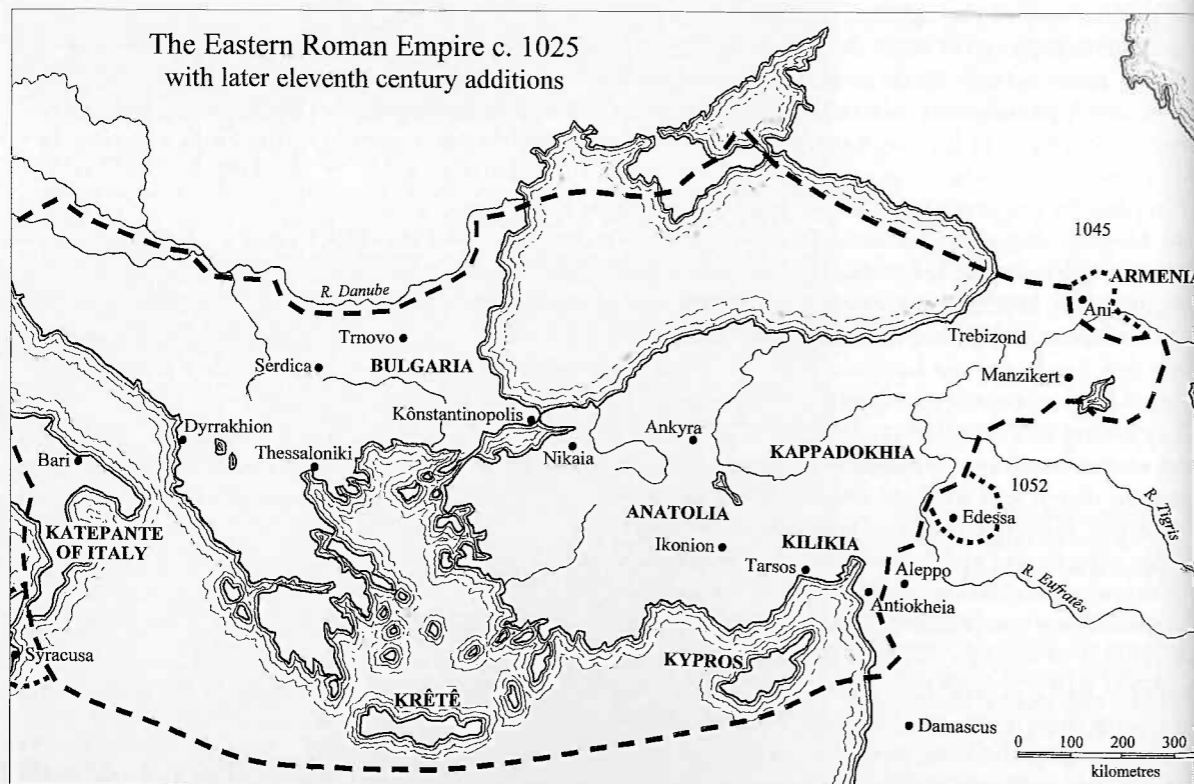 The Eastern Roman Empire c. 1025
with later eleventh century additions
1045
ARMENIA
Ani
R. Danube
Trnovo
BULGARIA
Serdica
Trebizond
Manzikert
Kônstantinopolis
Dyrrakhion
Thessaloniki
Bari
Nikaia
Ankyra
KAPPADOKHIA
1052
Edessa
R. Tigris
KATEPANTE
OF ITALY
ANATOLIA
Ikonion
KILIKIA
Tarsos
Aleppo
Antiokheia
R. Eufratês
Syracusa
KYPROS
KRÊTÊ
Damascus
0 100 200 300
kilometres